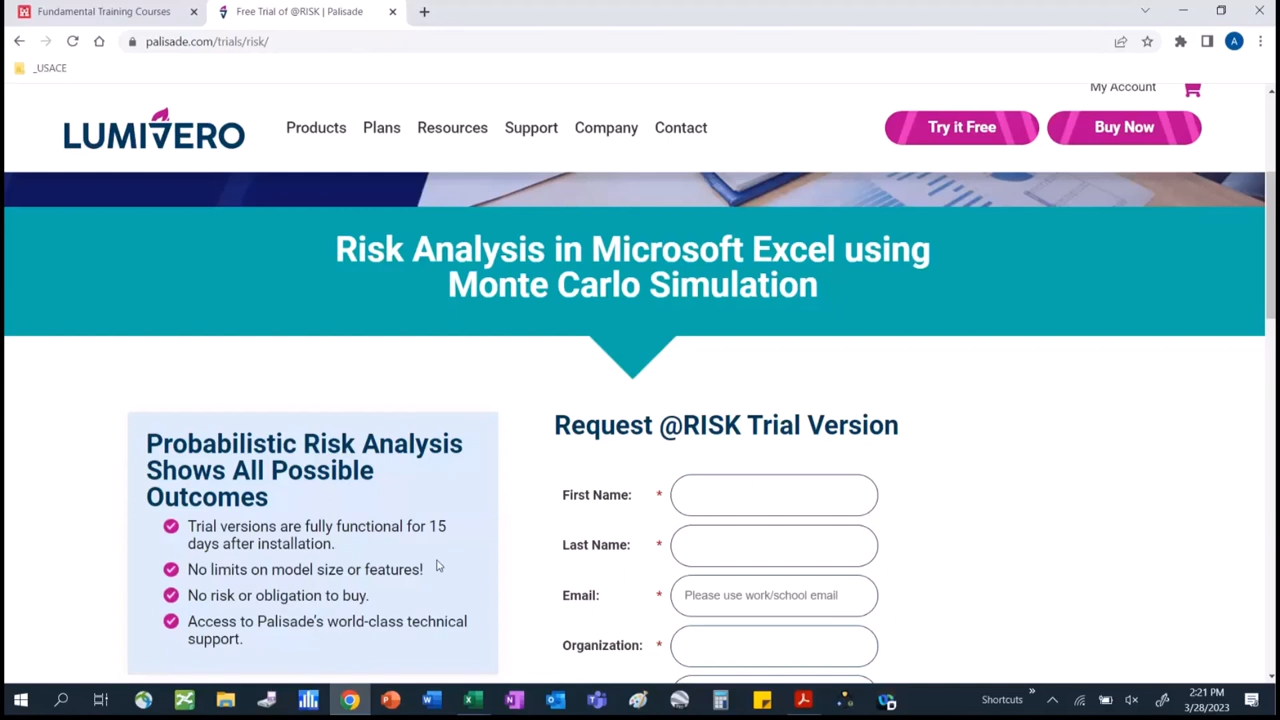 Fundamental Training Courses
Free Trial of @RISK | Palisade
palisade.com/trials/risk/
A
_USACE
My Account
LUMIVERO
Products Plans Resources Support Company Contact
Try it Free
Buy Now
Risk Analysis in Microsoft Excel using
Monte Carlo Simulation
Probabilistic Risk Analysis
Shows All Possible
Outcomes
Trial versions are fully functional for 15
days after installation.
No limits on model size or features!
No risk or obligation to buy.
Access to Palisade's world-class technical
support.
Request @RISK Trial Version
First Name: *
Last Name: *
Email: * Please use work/school email
Organization: *
Shortcuts
2:21 PM
3/28/2023